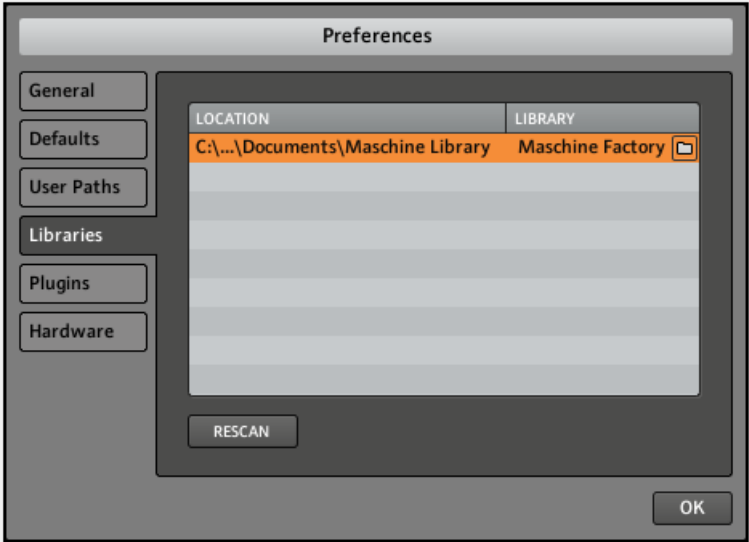 Preferences
General
Defaults
User Paths
Libraries
Plugins
Hardware
LOCATION LIBRARY
C:\...\Documents\Maschine Library Maschine Factory
RESCAN
OK